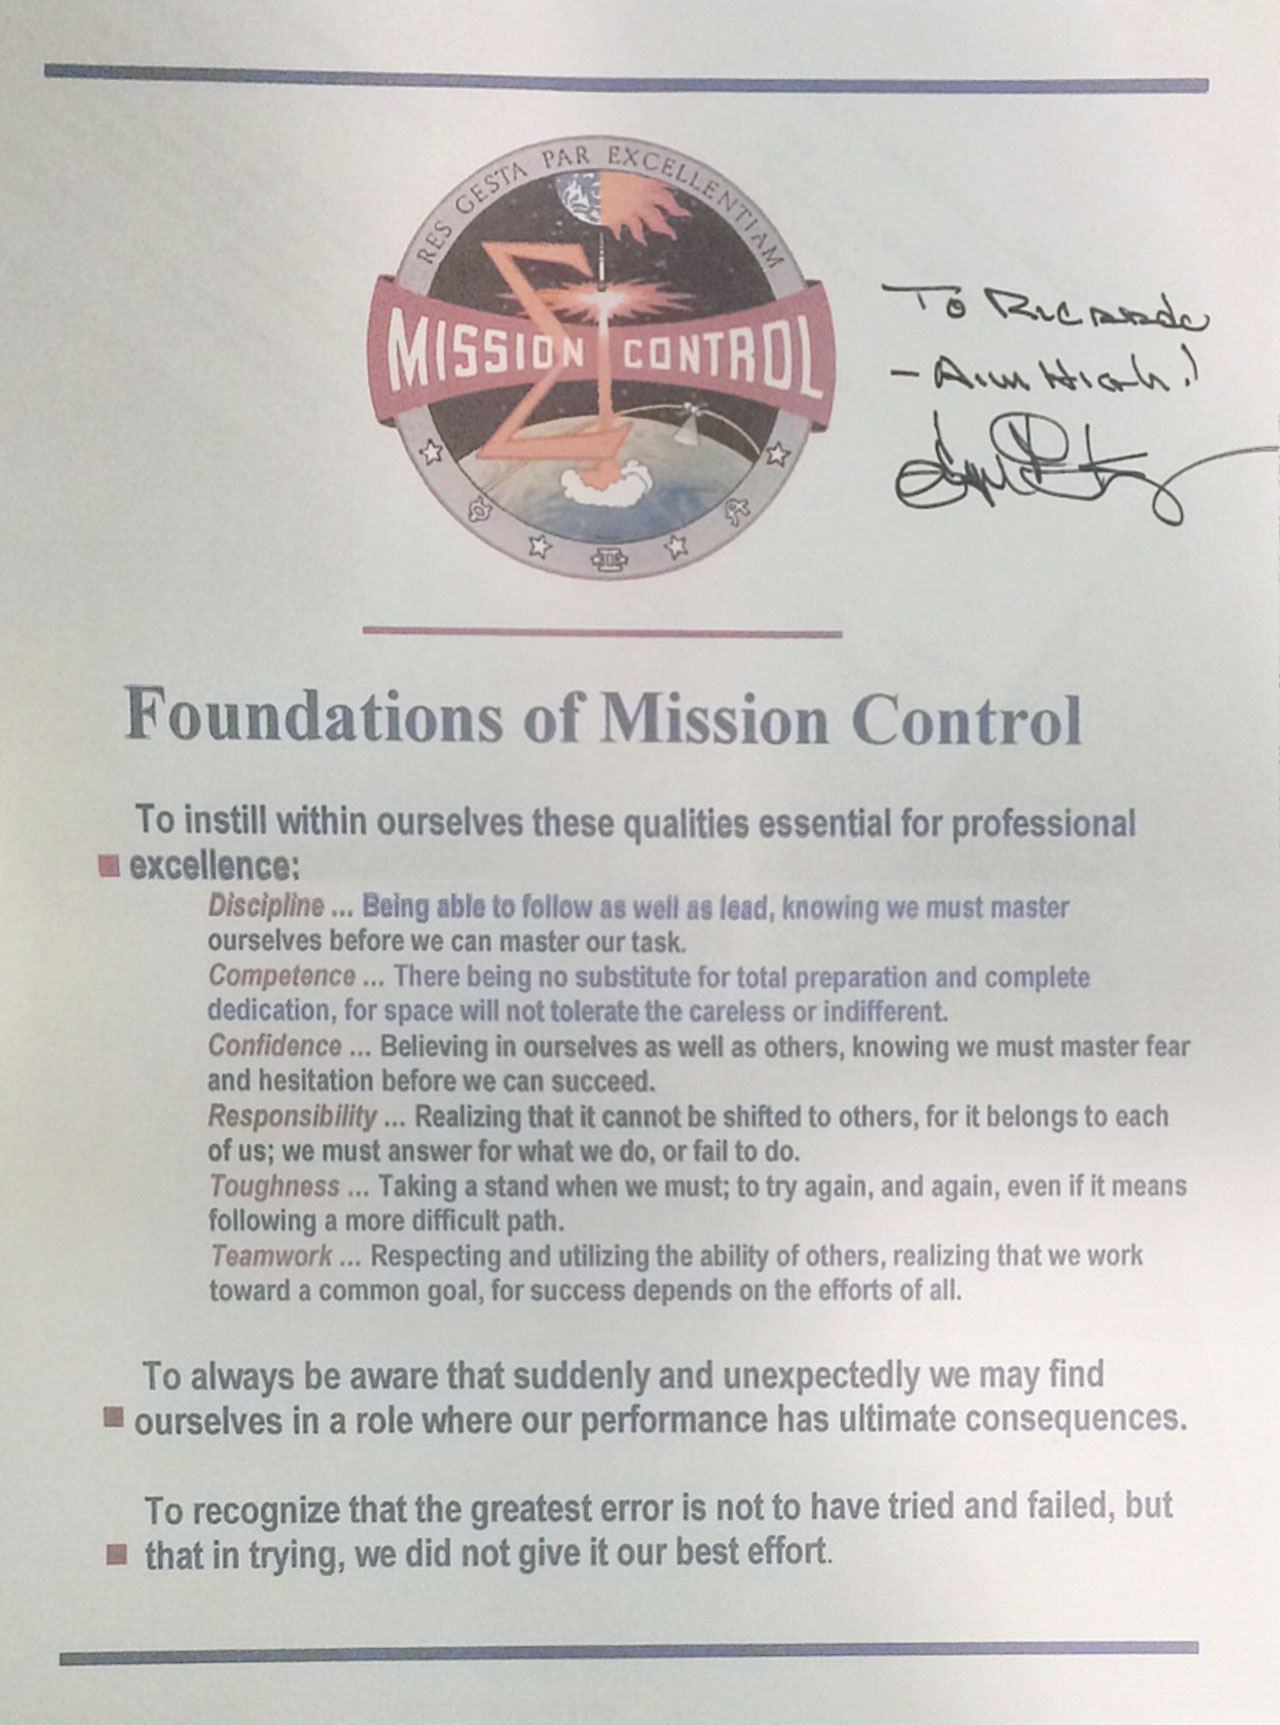 RES GESTA PAR EXCELLENTIAM
MISSION CONTROL
To Ricardo
- Aim High!
Foundations of Mission Control
To instill within ourselves these qualities essential for professional
excellence:
Discipline ... Being able to follow as well as lead, knowing we must master
ourselves before we can master our task.
Competence ... There being no substitute for total preparation and complete
dedication, for space will not tolerate the careless or indifferent.
Confidence ... Believing in ourselves as well as others, knowing we must master fear
and hesitation before we can succeed.
Responsibility ... Realizing that it cannot be shifted to others, for it belongs to each
of us; we must answer for what we do, or fail to do.
Toughness ... Taking a stand when we must; to try again, and again, even if it means
following a more difficult path.
Teamwork ... Respecting and utilizing the ability of others, realizing that we work
toward a common goal, for success depends on the efforts of all.
To always be aware that suddenly and unexpectedly we may find
ourselves in a role where our performance has ultimate consequences.
To recognize that the greatest error is not to have tried and failed, but
that in trying, we did not give it our best effort.